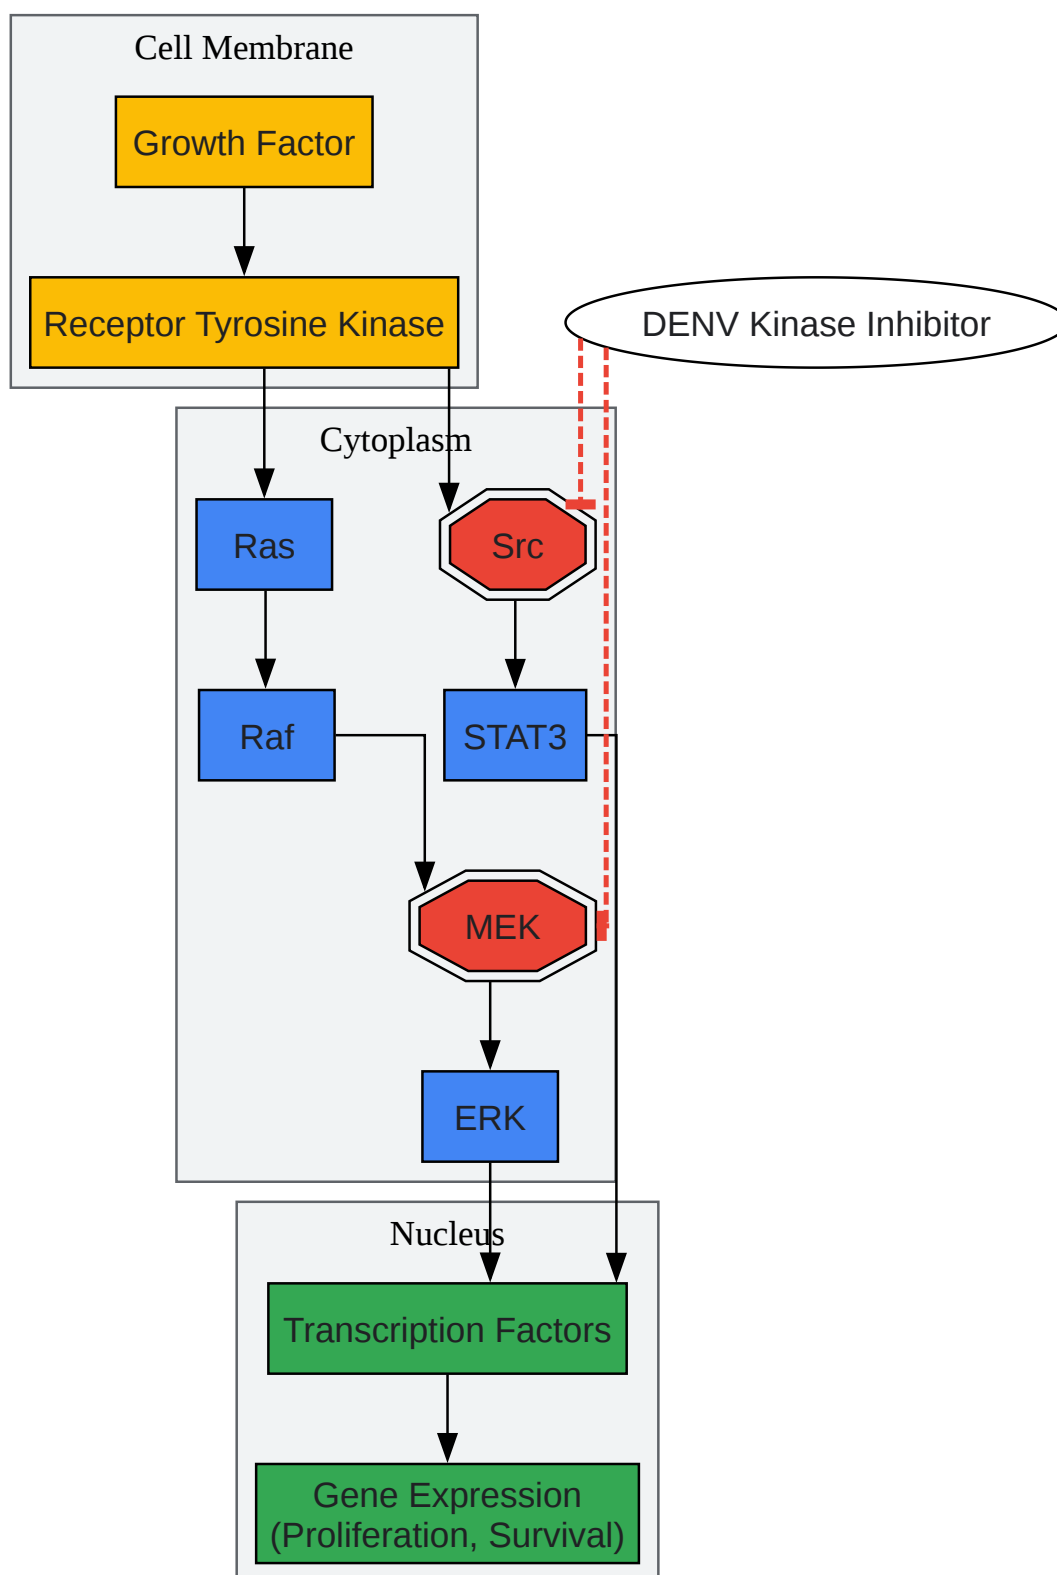 Cell Membrane
Growth Factor
Receptor Tyrosine Kinase
DENV Kinase Inhibitor
Cytoplasm
Ras
Src
Raf
STAT3
MEK
ERK
Nucleus
Transcription Factors
Gene Expression
(Proliferation, Survival)